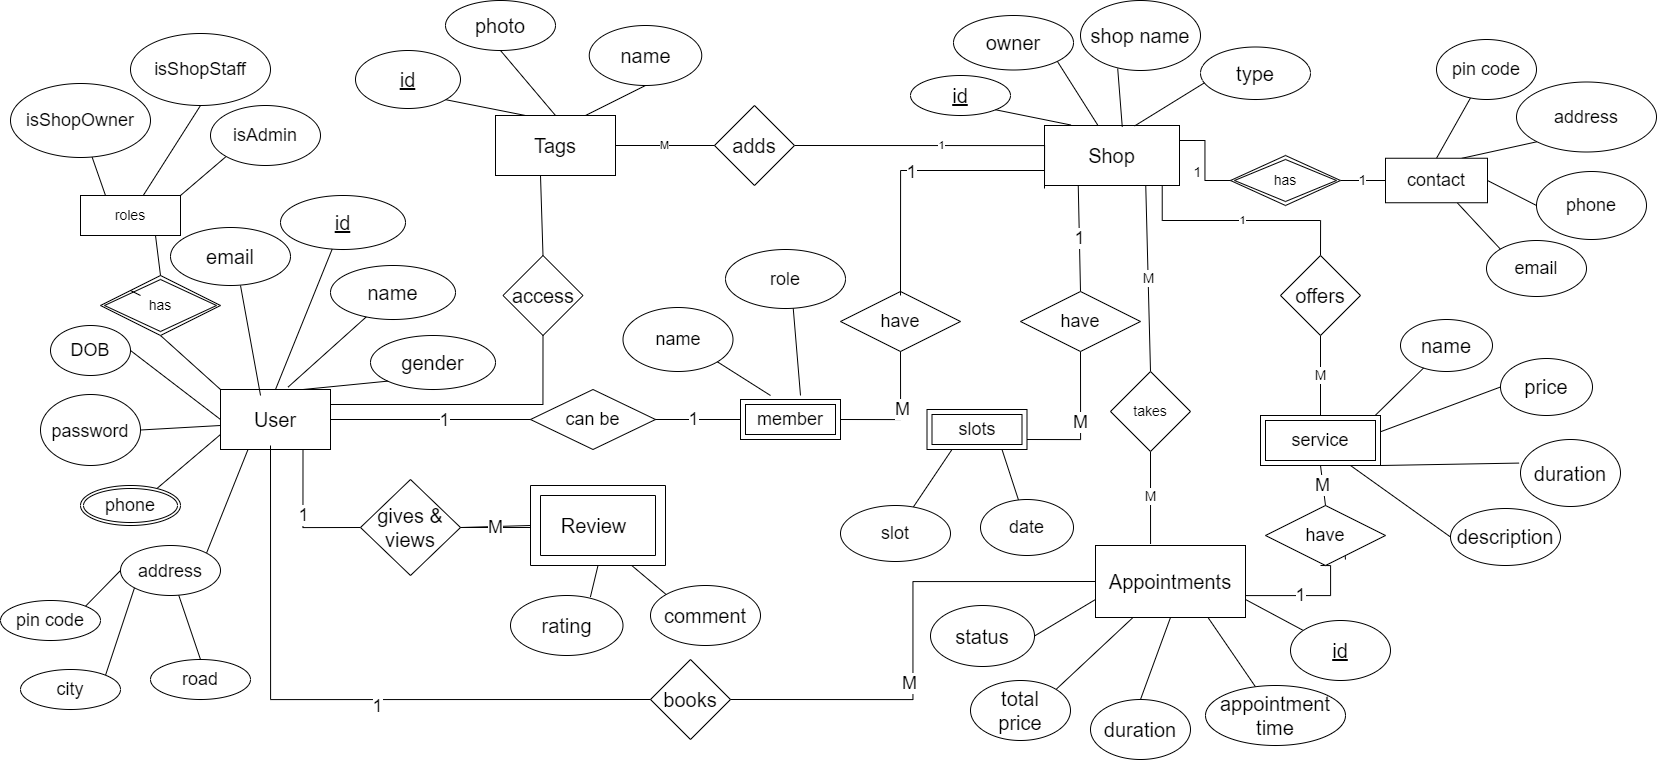 photo
owner
shop name
isShopStaff
name
id
type
pin code
id
isShopOwner
isAdmin
address
Tags
M
adds
1
Shop
1
has
1
contact
1
phone
roles
id
1
email
1
M
email
has
name
role
access
have
have
offers
DOB
name
gender
name
M
price
User
1
can be
1
member
M
M
takes
password
slots
service
duration
M
M
phone
1
gives &
views
M
Review
slot
date
have
description
1
address
Appointments
1
pin code
rating
comment
status
id
city
road
1
books
M
total
price
duration
appointment
time